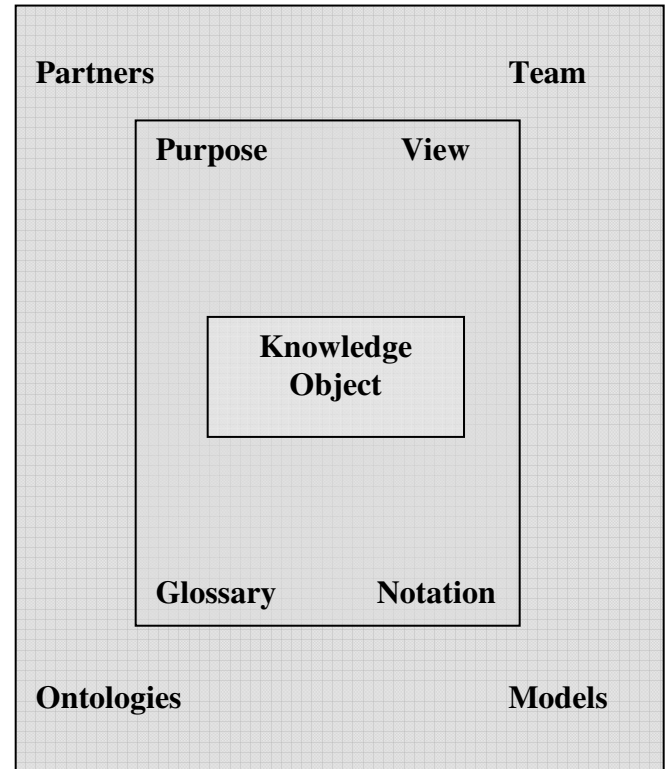 Partners Team
Purpose View
Knowledge
Object
Glossary Notation
Ontologies Models